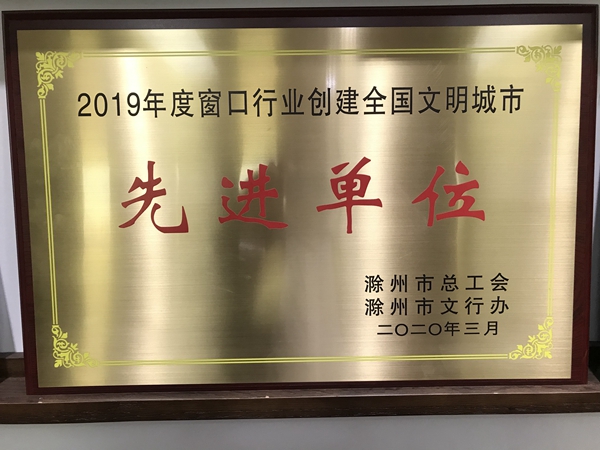 2019年度窗口行业创建全国文明城市
先进单位
滁州市总工会
滁州市文行办
二〇二〇年三月